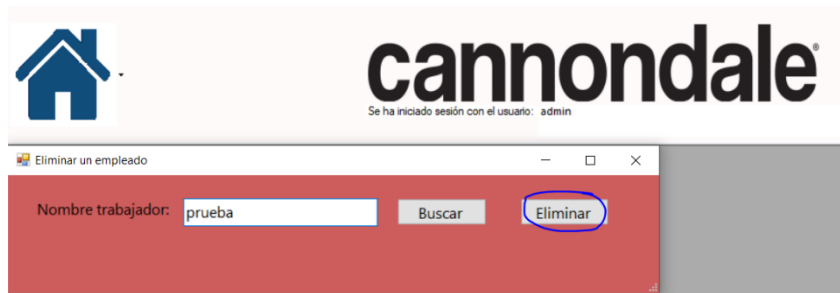 cannondale®
Se ha iniciado sesión con el usuario: admin
Eliminar un empleado
Nombre trabajador: prueba Buscar Eliminar